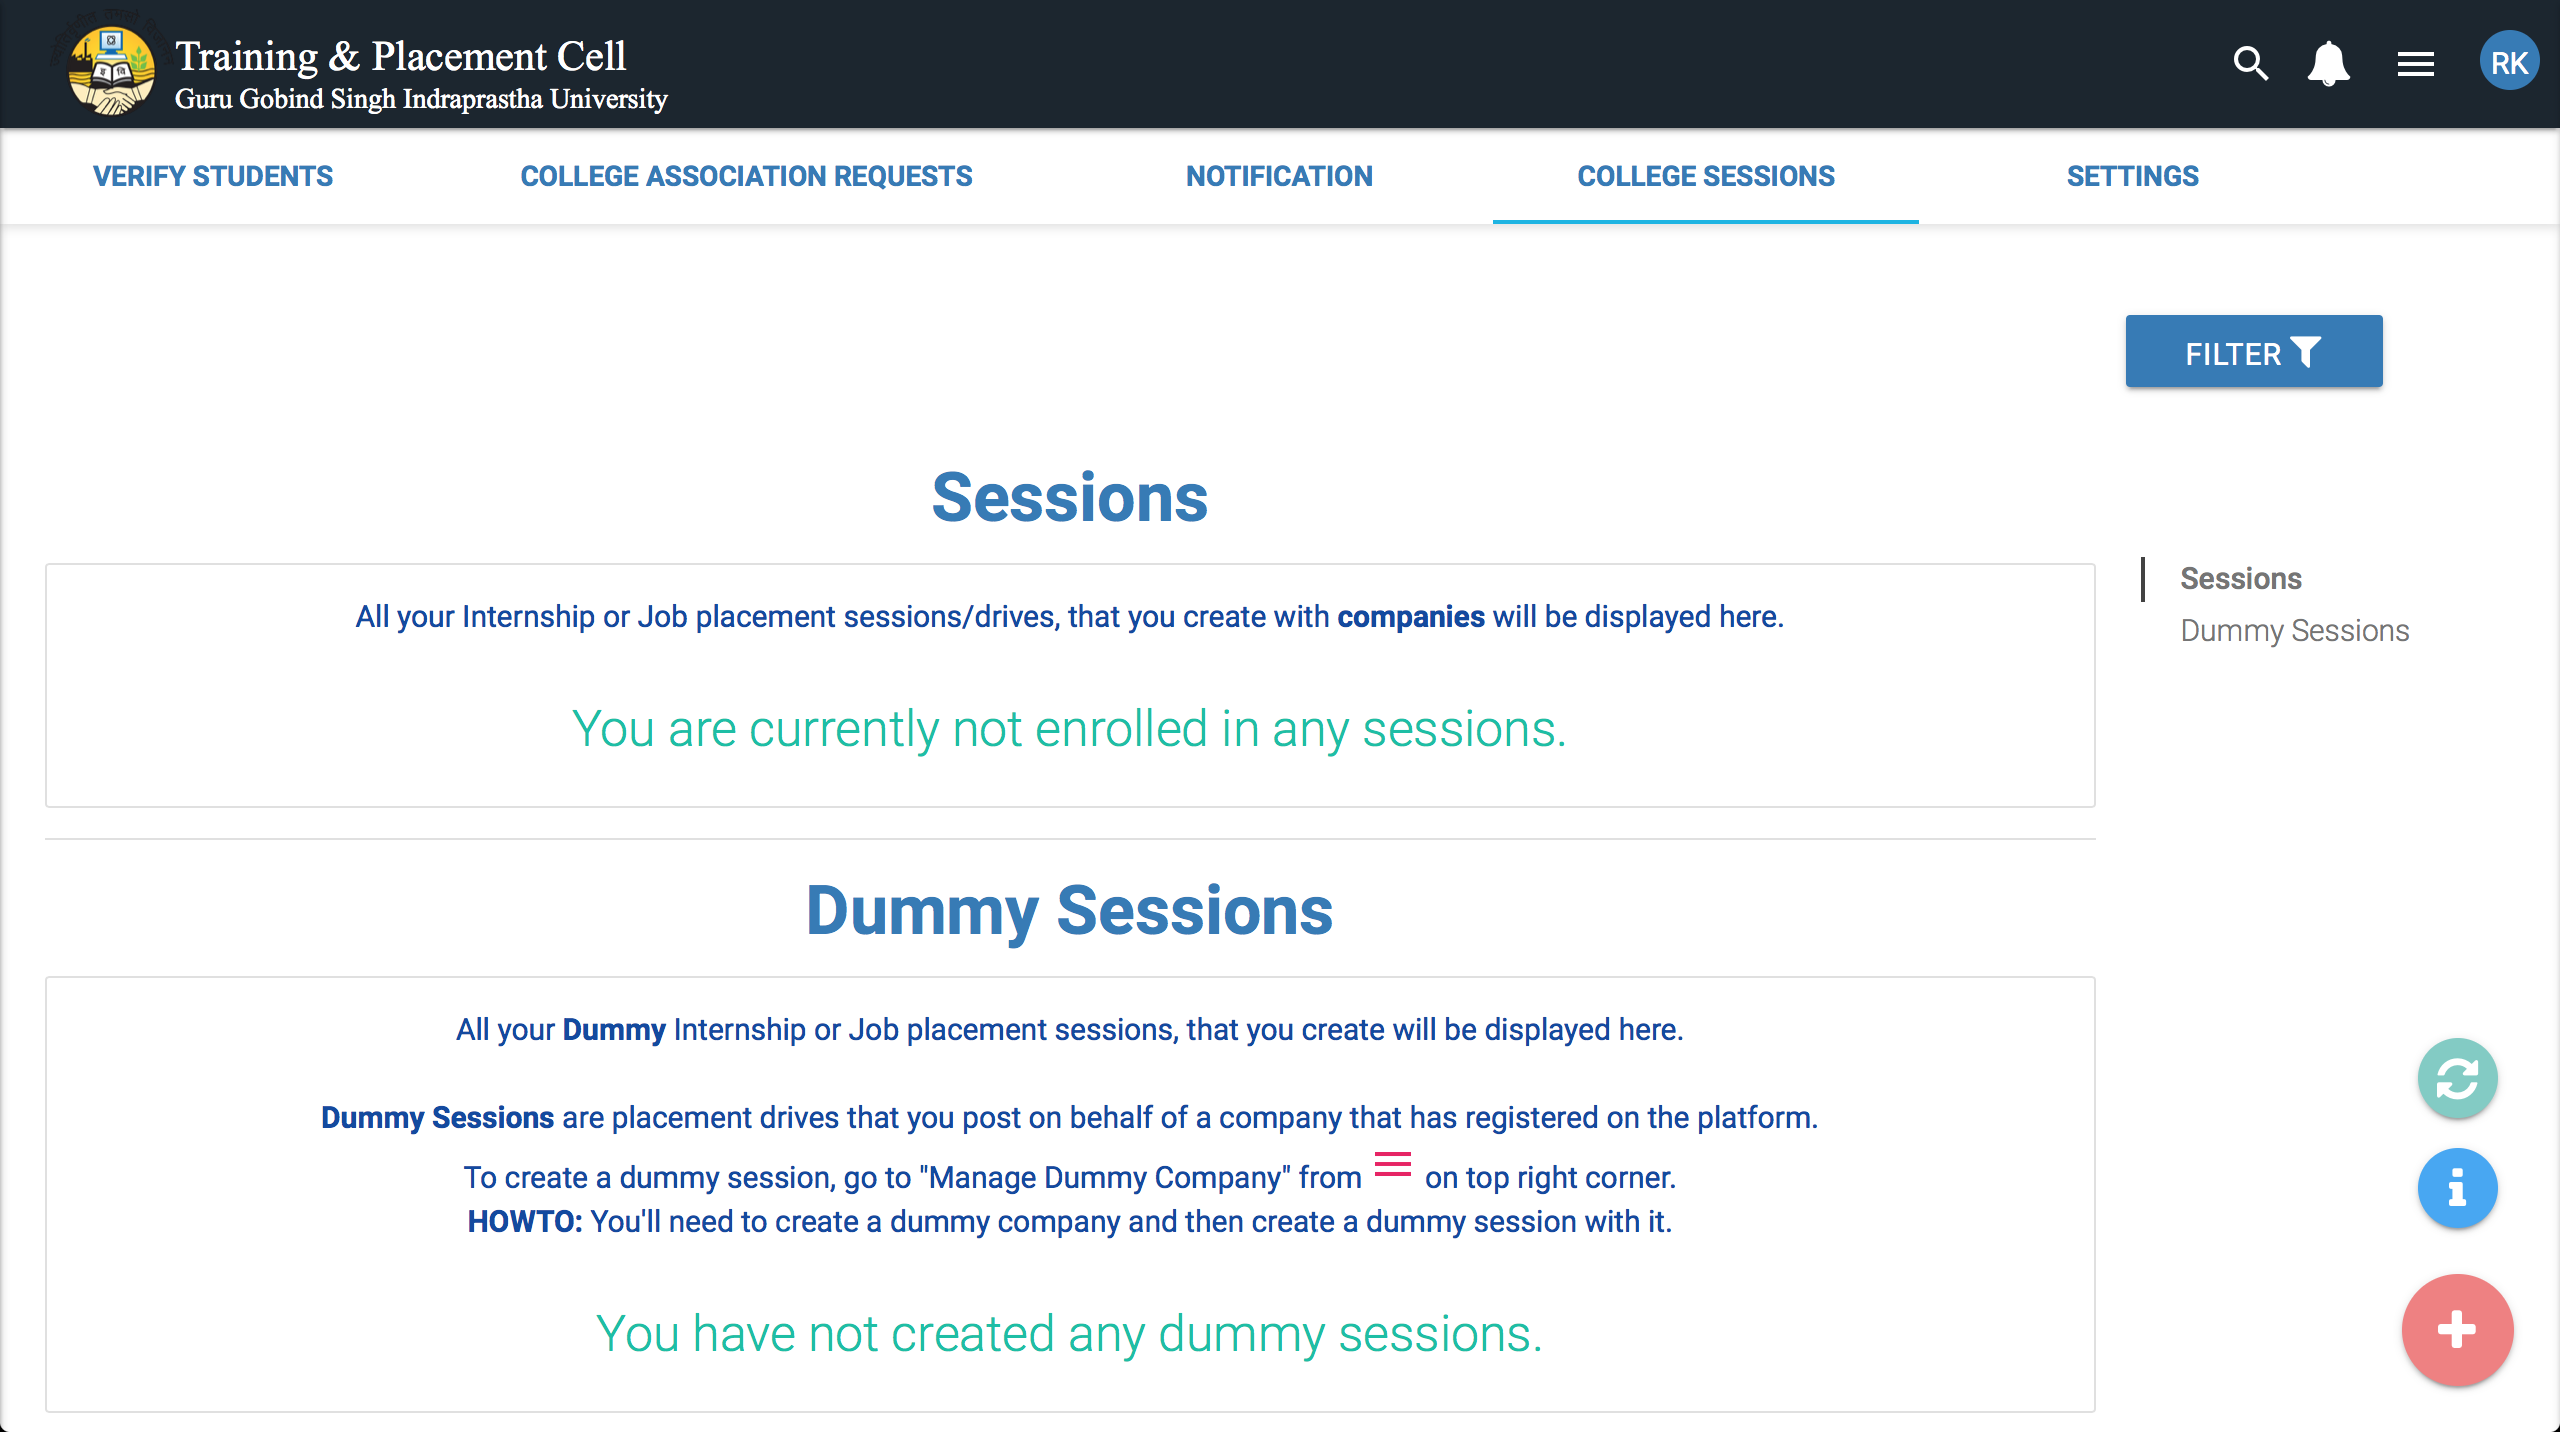 Training & Placement Cell
Guru Gobind Singh Indraprastha University
RK
VERIFY STUDENTS
COLLEGE ASSOCIATION REQUESTS
NOTIFICATION
COLLEGE SESSIONS
SETTINGS
FILTER
Sessions
All your Internship or Job placement sessions/drives, that you create with companies will be displayed here.
You are currently not enrolled in any sessions.
Sessions
Dummy Sessions
Dummy Sessions
All your Dummy Internship or Job placement sessions, that you create will be displayed here.
Dummy Sessions are placement drives that you post on behalf of a company that has registered on the platform.
To create a dummy session, go to "Manage Dummy Company" from on top right corner.
HOWTO: You'll need to create a dummy company and then create a dummy session with it.
You have not created any dummy sessions.